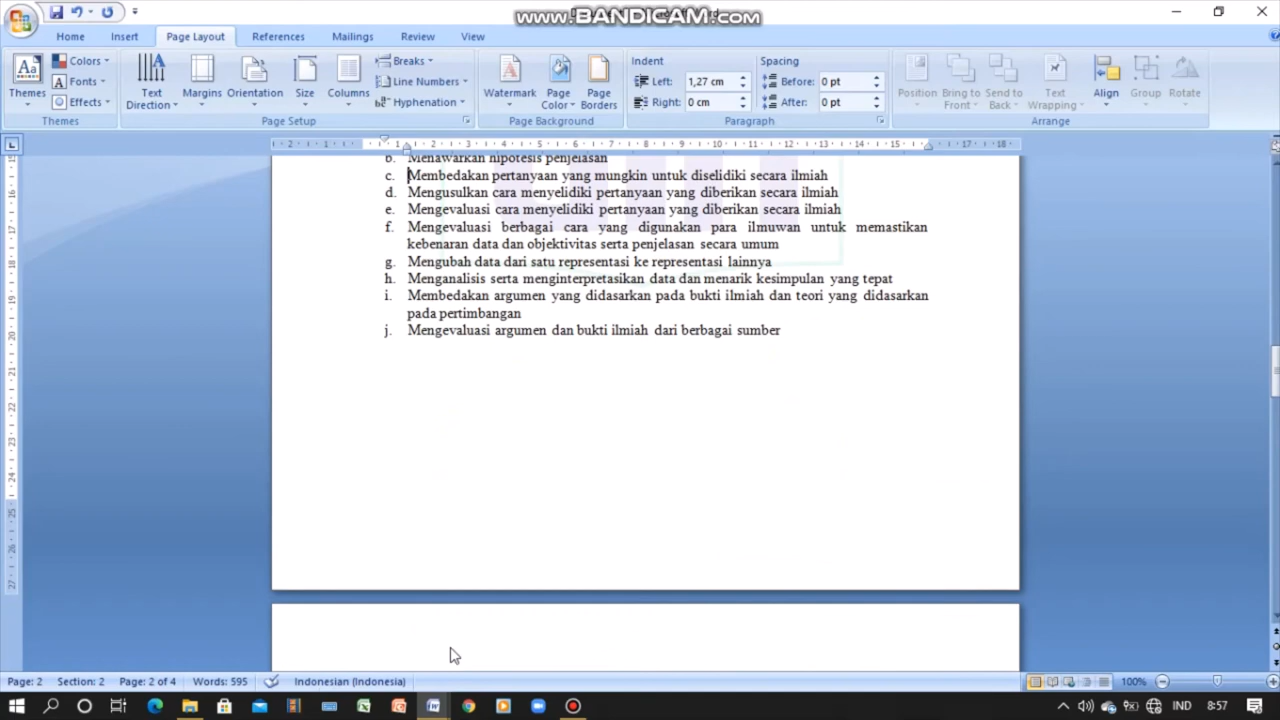 www.BANDICAM.com
Home Insert Page Layout References Mailings Review View
Themes Colors Fonts Effects
Text Direction Margins Orientation Size Columns Breaks Line Numbers Hyphenation
Watermark Page Color Page Borders
Indent Left: 1,27 cm Right: 0 cm
Spacing Before: 0 pt After: 0 pt
Position Bring to Front Send to Back Text Wrapping Align Group Rotate
Themes Page Setup Page Background Paragraph Arrange
b. Menawarkan hipotesis penjelasan
c. Membedakan pertanyaan yang mungkin untuk diselidiki secara ilmiah
d. Mengusulkan cara menyelidiki pertanyaan yang diberikan secara ilmiah
e. Mengevaluasi cara menyelidiki pertanyaan yang diberikan secara ilmiah
f. Mengevaluasi berbagai cara yang digunakan para ilmuwan untuk memastikan
kebenaran data dan objektivitas serta penjelasan secara umum
g. Mengubah data dari satu representasi ke representasi lainnya
h. Menganalisis serta menginterpretasikan data dan menarik kesimpulan yang tepat
i. Membedakan argumen yang didasarkan pada bukti ilmiah dan teori yang didasarkan
pada pertimbangan
j. Mengevaluasi argumen dan bukti ilmiah dari berbagai sumber
Page: 2 Section: 2 Page: 2 of 4 Words: 595 Indonesian (Indonesia) 100%
IND 8:57